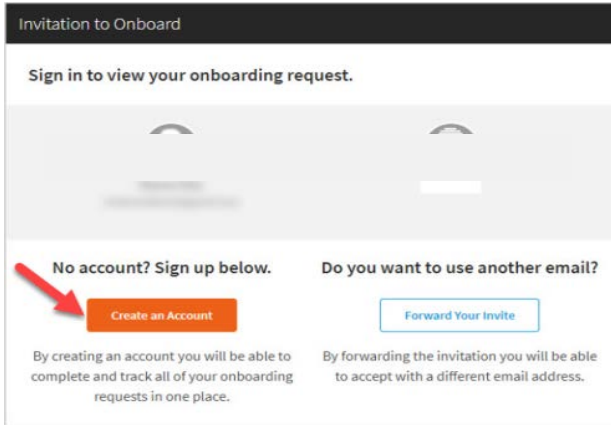 Invitation to Onboard
Sign in to view your onboarding request.
No account? Sign up below.
Create an Account
By creating an account you will be able to
complete and track all of your onboarding
requests in one place.
Do you want to use another email?
Forward Your Invite
By forwarding the invitation you will be able
to accept with a different email address.